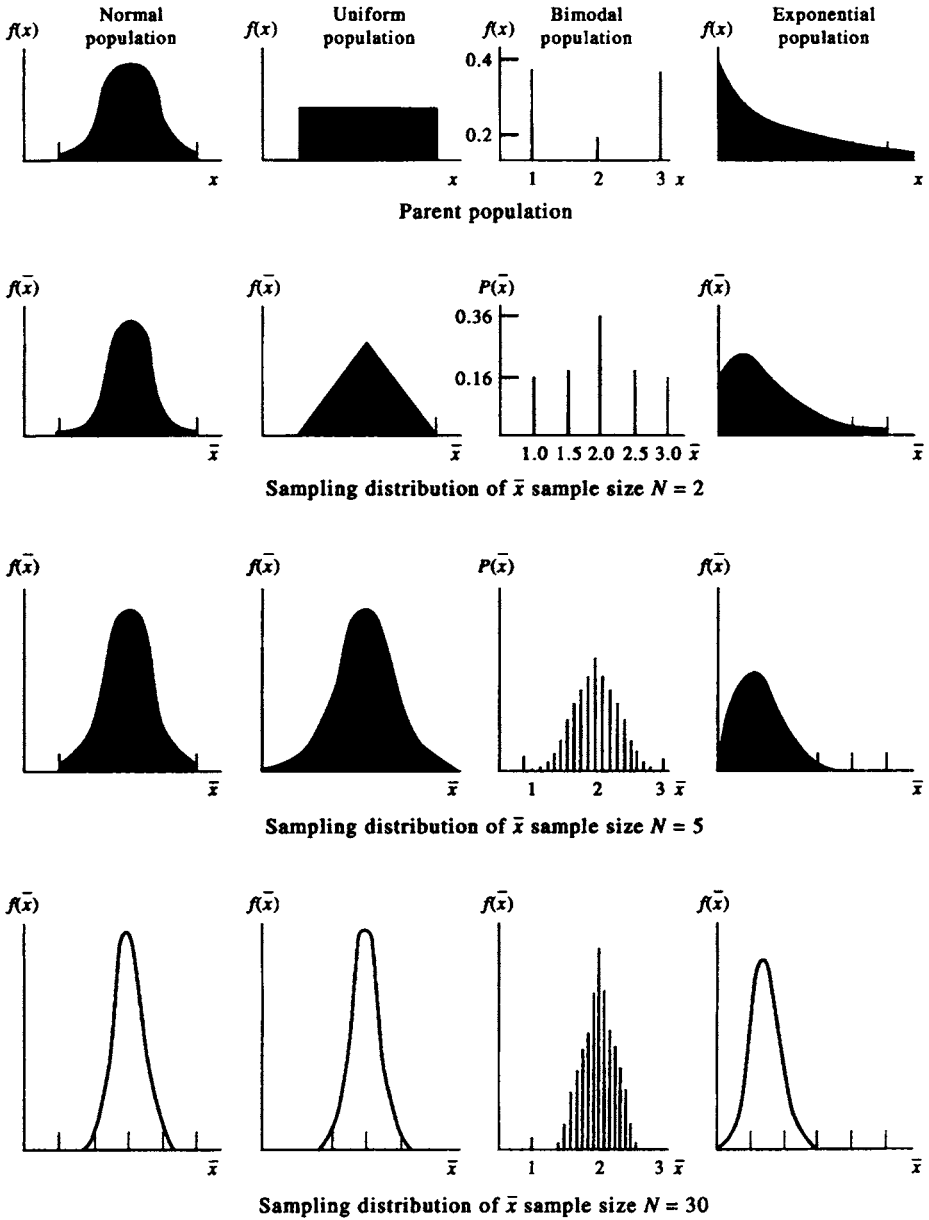 Normal population
Uniform population
Bimodal population
Exponential population
f(x)
f(x)
f(x)
f(x)
0.4
0.2
x
x
1 2 3 x
x
Parent population
f(x̄)
f(x̄)
P(x̄)
f(x̄)
0.36
0.16
x̄
x̄
1.0 1.5 2.0 2.5 3.0 x̄
x̄
Sampling distribution of x̄ sample size N = 2
f(x̄)
f(x̄)
P(x̄)
f(x̄)
x̄
x̄
1 2 3 x̄
x̄
Sampling distribution of x̄ sample size N = 5
f(x̄)
f(x̄)
f(x̄)
f(x̄)
x̄
x̄
1 2 3 x̄
x̄
Sampling distribution of x̄ sample size N = 30